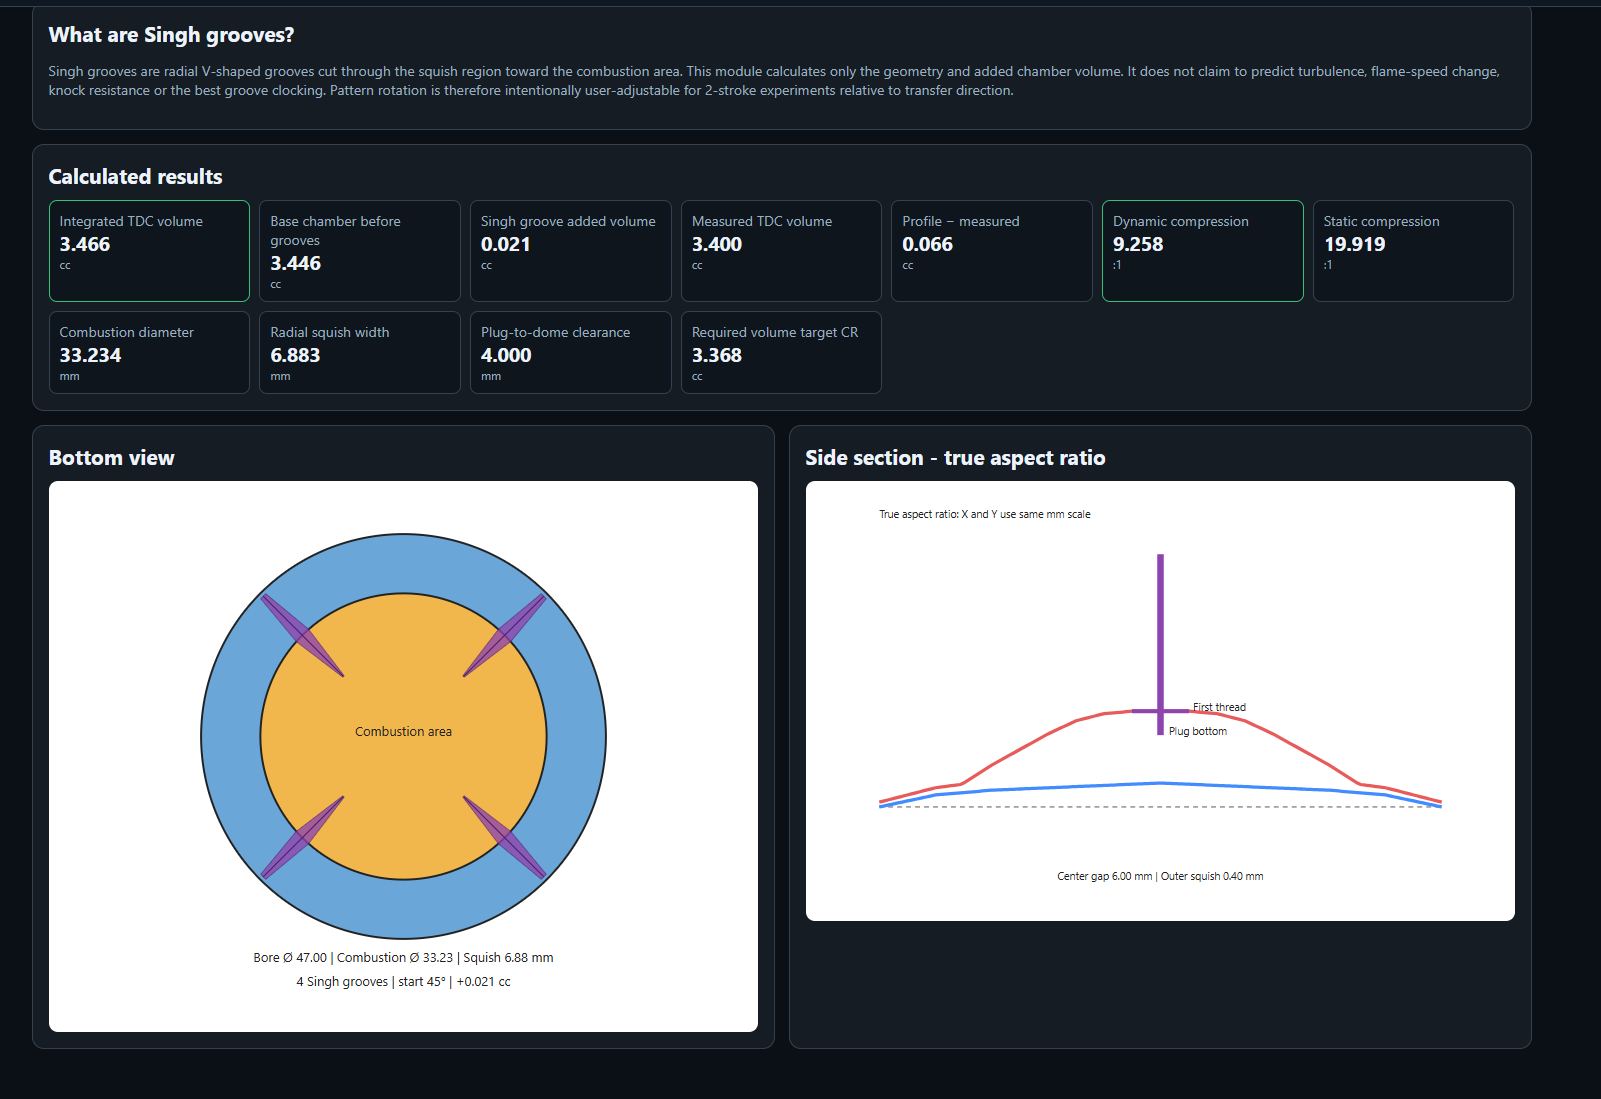 What are Singh grooves?
Singh grooves are radial V-shaped grooves cut through the squish region toward the combustion area. This module calculates only the geometry and added chamber volume. It does not claim to predict turbulence, flame-speed change,
knock resistance or the best groove clocking. Pattern rotation is therefore intentionally user-adjustable for 2-stroke experiments relative to transfer direction.
Calculated results
Integrated TDC volume
3.466
cc
Base chamber before
grooves
3.446
cc
Singh groove added volume
0.021
cc
Measured TDC volume
3.400
cc
Profile − measured
0.066
cc
Dynamic compression
9.258
:1
Static compression
19.919
:1
Combustion diameter
33.234
mm
Radial squish width
6.883
mm
Plug-to-dome clearance
4.000
mm
Required volume target CR
3.368
cc
Bottom view
Combustion area
Bore Ø 47.00 | Combustion Ø 33.23 | Squish 6.88 mm
4 Singh grooves | start 45° | +0.021 cc
Side section - true aspect ratio
True aspect ratio: X and Y use same mm scale
First thread
Plug bottom
Center gap 6.00 mm | Outer squish 0.40 mm